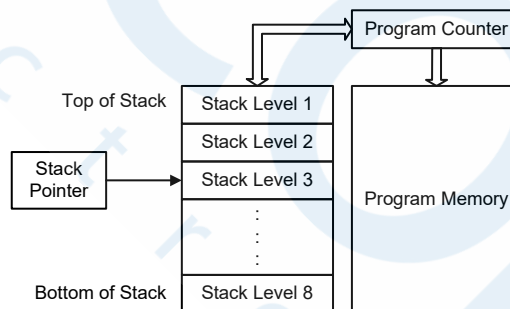 Program Counter
Top of Stack
Stack Level 1
Stack Level 2
Stack
Pointer
Stack Level 3
:
:
:
Program Memory
Bottom of Stack
Stack Level 8